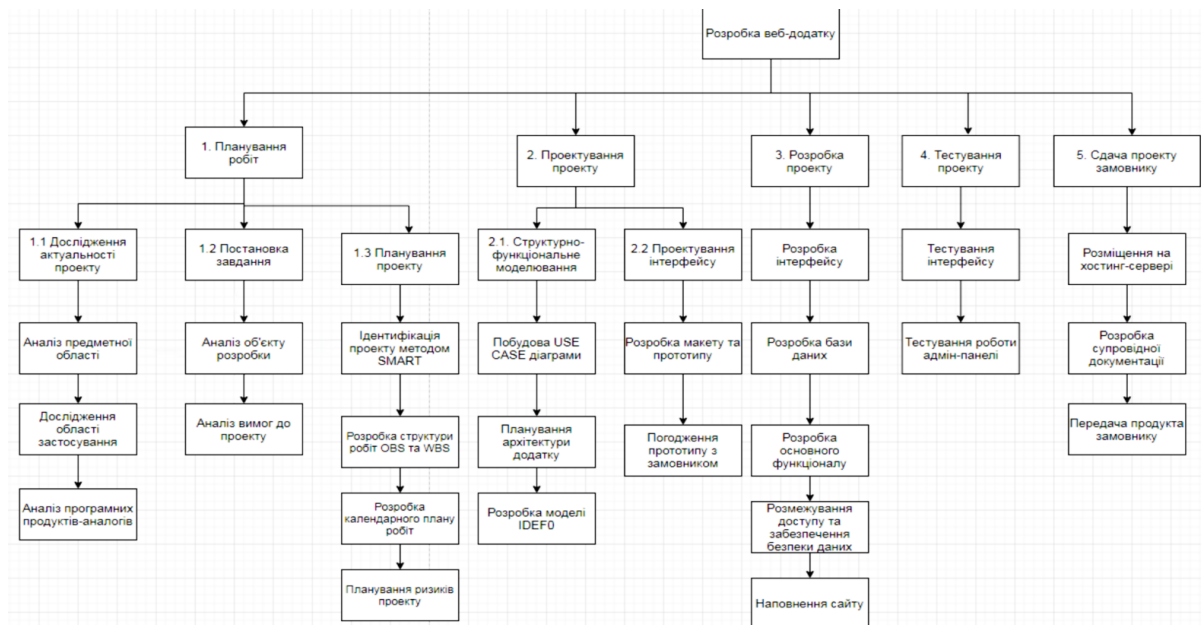 Розробка веб-додатку
1. Планування
робіт
2. Проектування
проекту
3. Розробка
проекту
4. Тестування
проекту
5. Сдача проекту
замовнику
1.1 Дослідження
актуальності
проекту
1.2 Постановка
завдання
1.3 Планування
проекту
2.1. Структурно-
функціональне
моделювання
2.2 Проектування
інтерфейсу
Розробка
інтерфейсу
Тестування
інтерфейсу
Розміщення на
хостинг-сервері
Аналіз предметної
області
Аналіз об'єкту
розробки
Ідентифікація
проекту методом
SMART
Побудова USE
CASE діаграми
Розробка макету та
прототипу
Розробка бази
даних
Тестування роботи
адмін-панелі
Розробка
супровідної
документації
Дослідження
області
застосування
Аналіз вимог до
проекту
Розробка структури
робіт OBS та WBS
Планування
архітектури
додатку
Погодження
прототипу з
замовником
Розробка
основного
функціоналу
Передача продукта
замовнику
Аналіз програмних
продуктів-аналогів
Розробка
календарного плану
робіт
Розробка моделі
IDEF0
Розмежування
доступу та
забезпечення
безпеки даних
Планування ризиків
проекту
Наповнення сайту